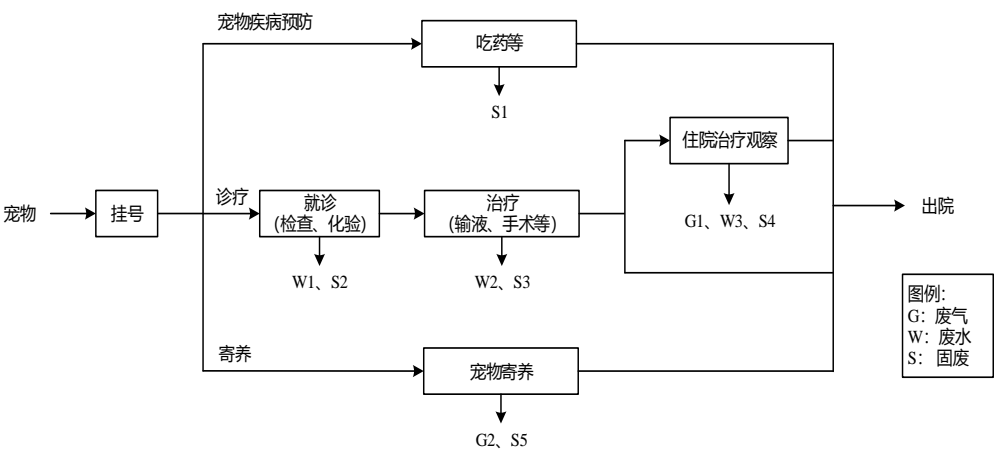 宠物疾病预防
吃药等
S1
住院治疗观察
G1、W3、S4
宠物
挂号
诊疗
就诊
(检查、化验)
W1、S2
治疗
(输液、手术等)
W2、S3
出院
寄养
宠物寄养
G2、S5
图例：
G：废气
W：废水
S：固废